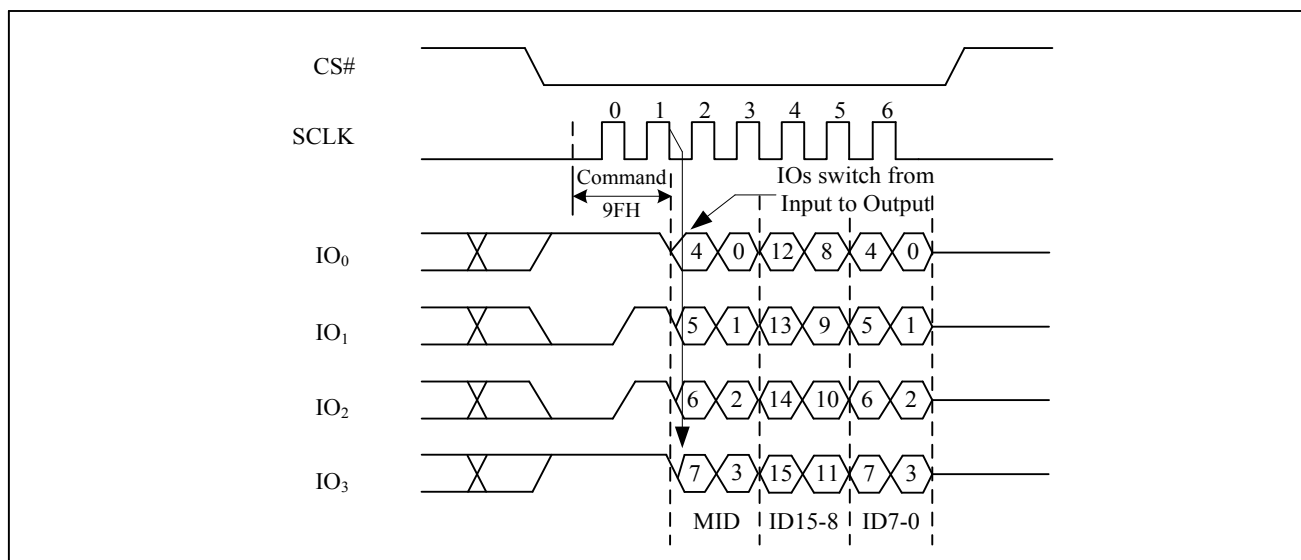 CS#
0 1 2 3 4 5 6
SCLK
Command
9FH
IOs switch from
Input to Output
IO0 4 0 12 8 4 0
IO1 5 1 13 9 5 1
IO2 6 2 14 10 6 2
IO3 7 3 15 11 7 3
MID ID15-8 ID7-0